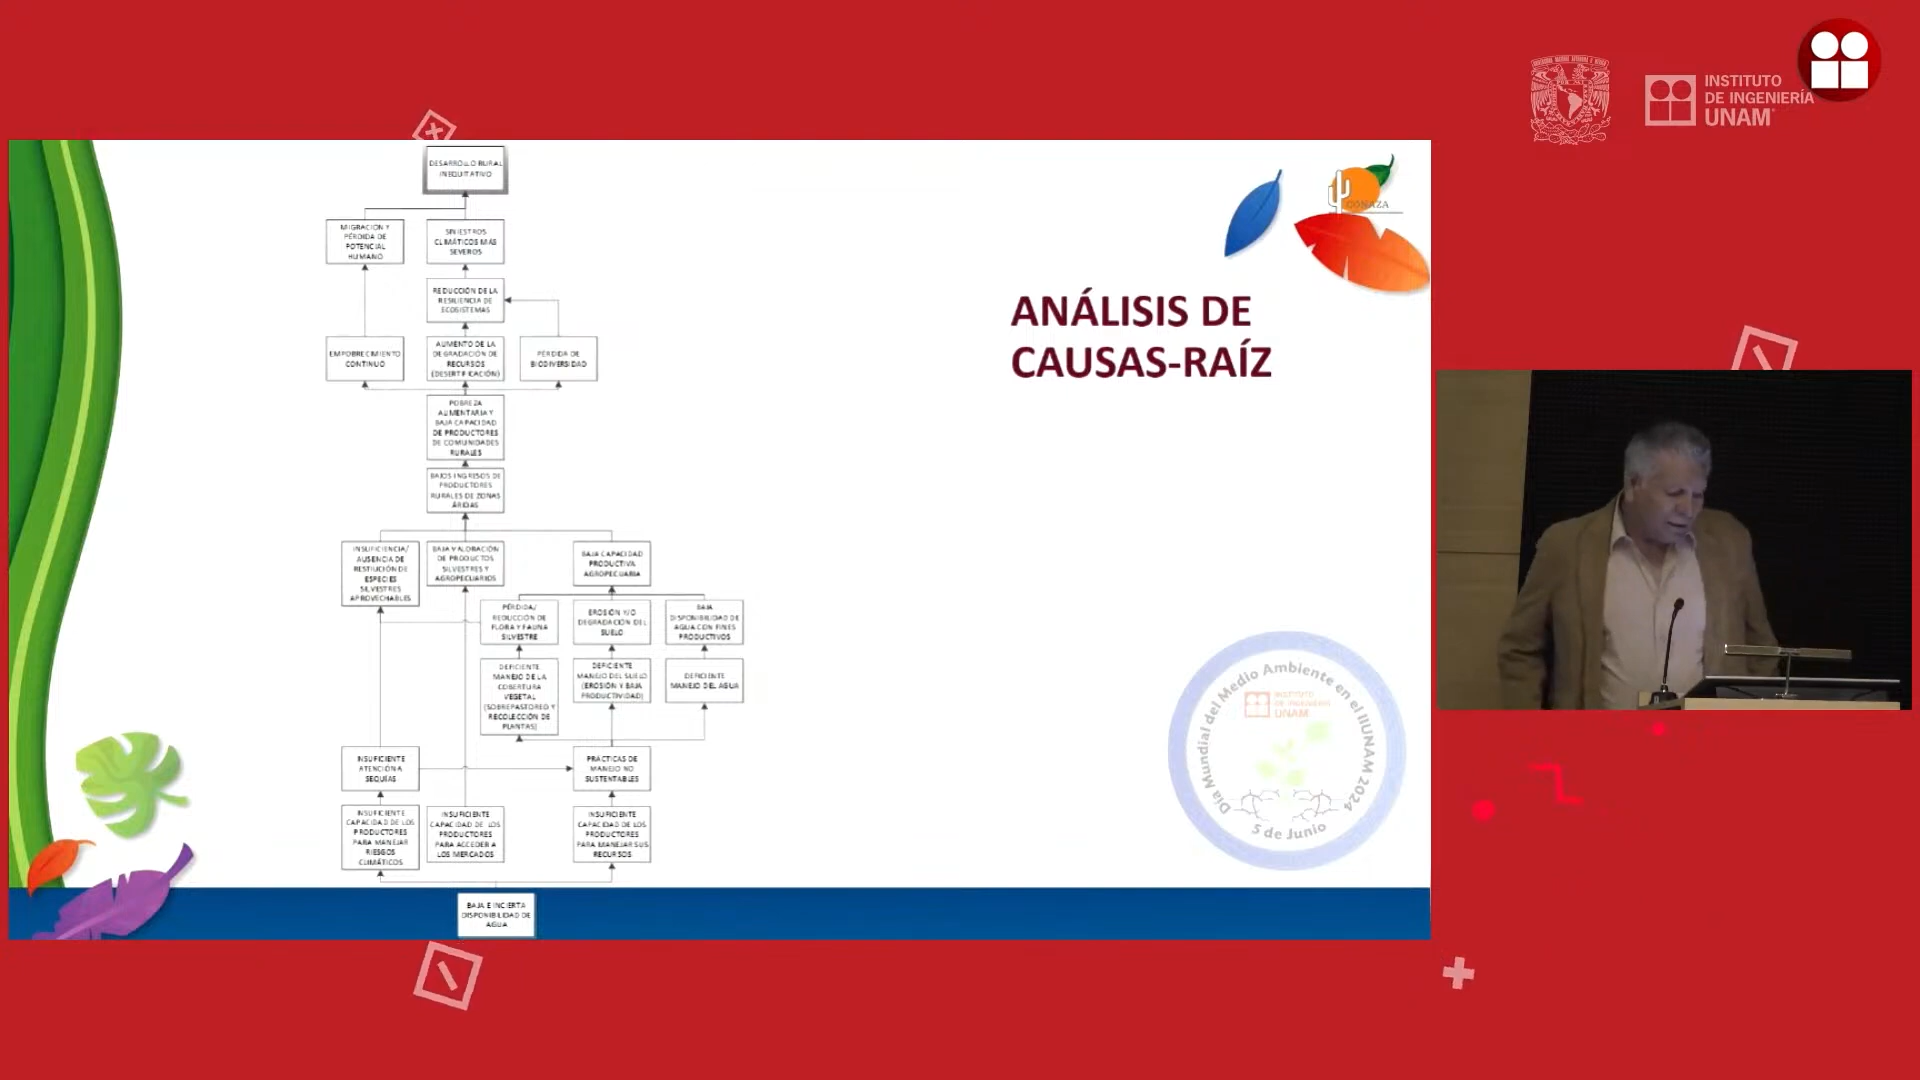 INSTITUTO
DE INGENIERÍA
UNAM
DESARROLLO RURAL
INEQUITATIVO
MIGRACIÓN Y
PÉRDIDA DE
POTENCIAL
HUMANO
SINIESTROS
CLIMÁTICOS MÁS
SEVEROS
REDUCCIÓN DE LA
RESILIENCIA DE
ECOSISTEMAS
EMPOBRECIMIENTO
CONTINUO
AUMENTO DE LA
DEGRADACIÓN DE
RECURSOS
(DESERTIFICACIÓN)
PÉRDIDA DE
BIODIVERSIDAD
POBREZA
ALIMENTARIA Y
BAJA CAPACIDAD
DE PRODUCTORES
DE COMUNIDADES
RURALES
BAJOS INGRESOS DE
PRODUCTORES
RURALES DE ZONAS
ÁRIDAS
INSUFICIENCIA/
AUSENCIA DE
RESTITUCIÓN DE
ESPECIES
SILVESTRES
APROVECHABLES
BAJA VALORACIÓN
DE PRODUCTOS
SILVESTRES Y
AGROPECUARIOS
BAJA CAPACIDAD
PRODUCTIVA
AGROPECUARIA
PÉRDIDA/
REDUCCIÓN DE
FLORA Y FAUNA
SILVESTRE
EROSIÓN Y/O
DEGRADACIÓN DEL
SUELO
BAJA
DISPONIBILIDAD DE
AGUA CON FINES
PRODUCTIVOS
DEFICIENTE
MANEJO DE LA
COBERTURA
VEGETAL
(SOBREPASTOREO Y
RECOLECCIÓN DE
PLANTAS)
DEFICIENTE
MANEJO DEL SUELO
(EROSIÓN Y BAJA
PRODUCTIVIDAD)
DEFICIENTE
MANEJO DEL AGUA
INSUFICIENTE
ATENCIÓN A
SEQUÍAS
PRÁCTICAS DE
MANEJO NO
SUSTENTABLES
INSUFICIENTE
CAPACIDAD DE LOS
PRODUCTORES
PARA MANEJAR
RIESGOS
CLIMÁTICOS
INSUFICIENTE
CAPACIDAD DE LOS
PRODUCTORES
PARA ACCEDER A
LOS MERCADOS
INSUFICIENTE
CAPACIDAD DE LOS
PRODUCTORES
PARA MANEJAR SUS
RECURSOS
BAJA E INCIERTA
DISPONIBILIDAD DE
AGUA
CONAZA
ANÁLISIS DE
CAUSAS-RAÍZ
Día Mundial del Medio Ambiente en el IIUNAM 2024
INSTITUTO
DE INGENIERÍA
UNAM
5 de Junio